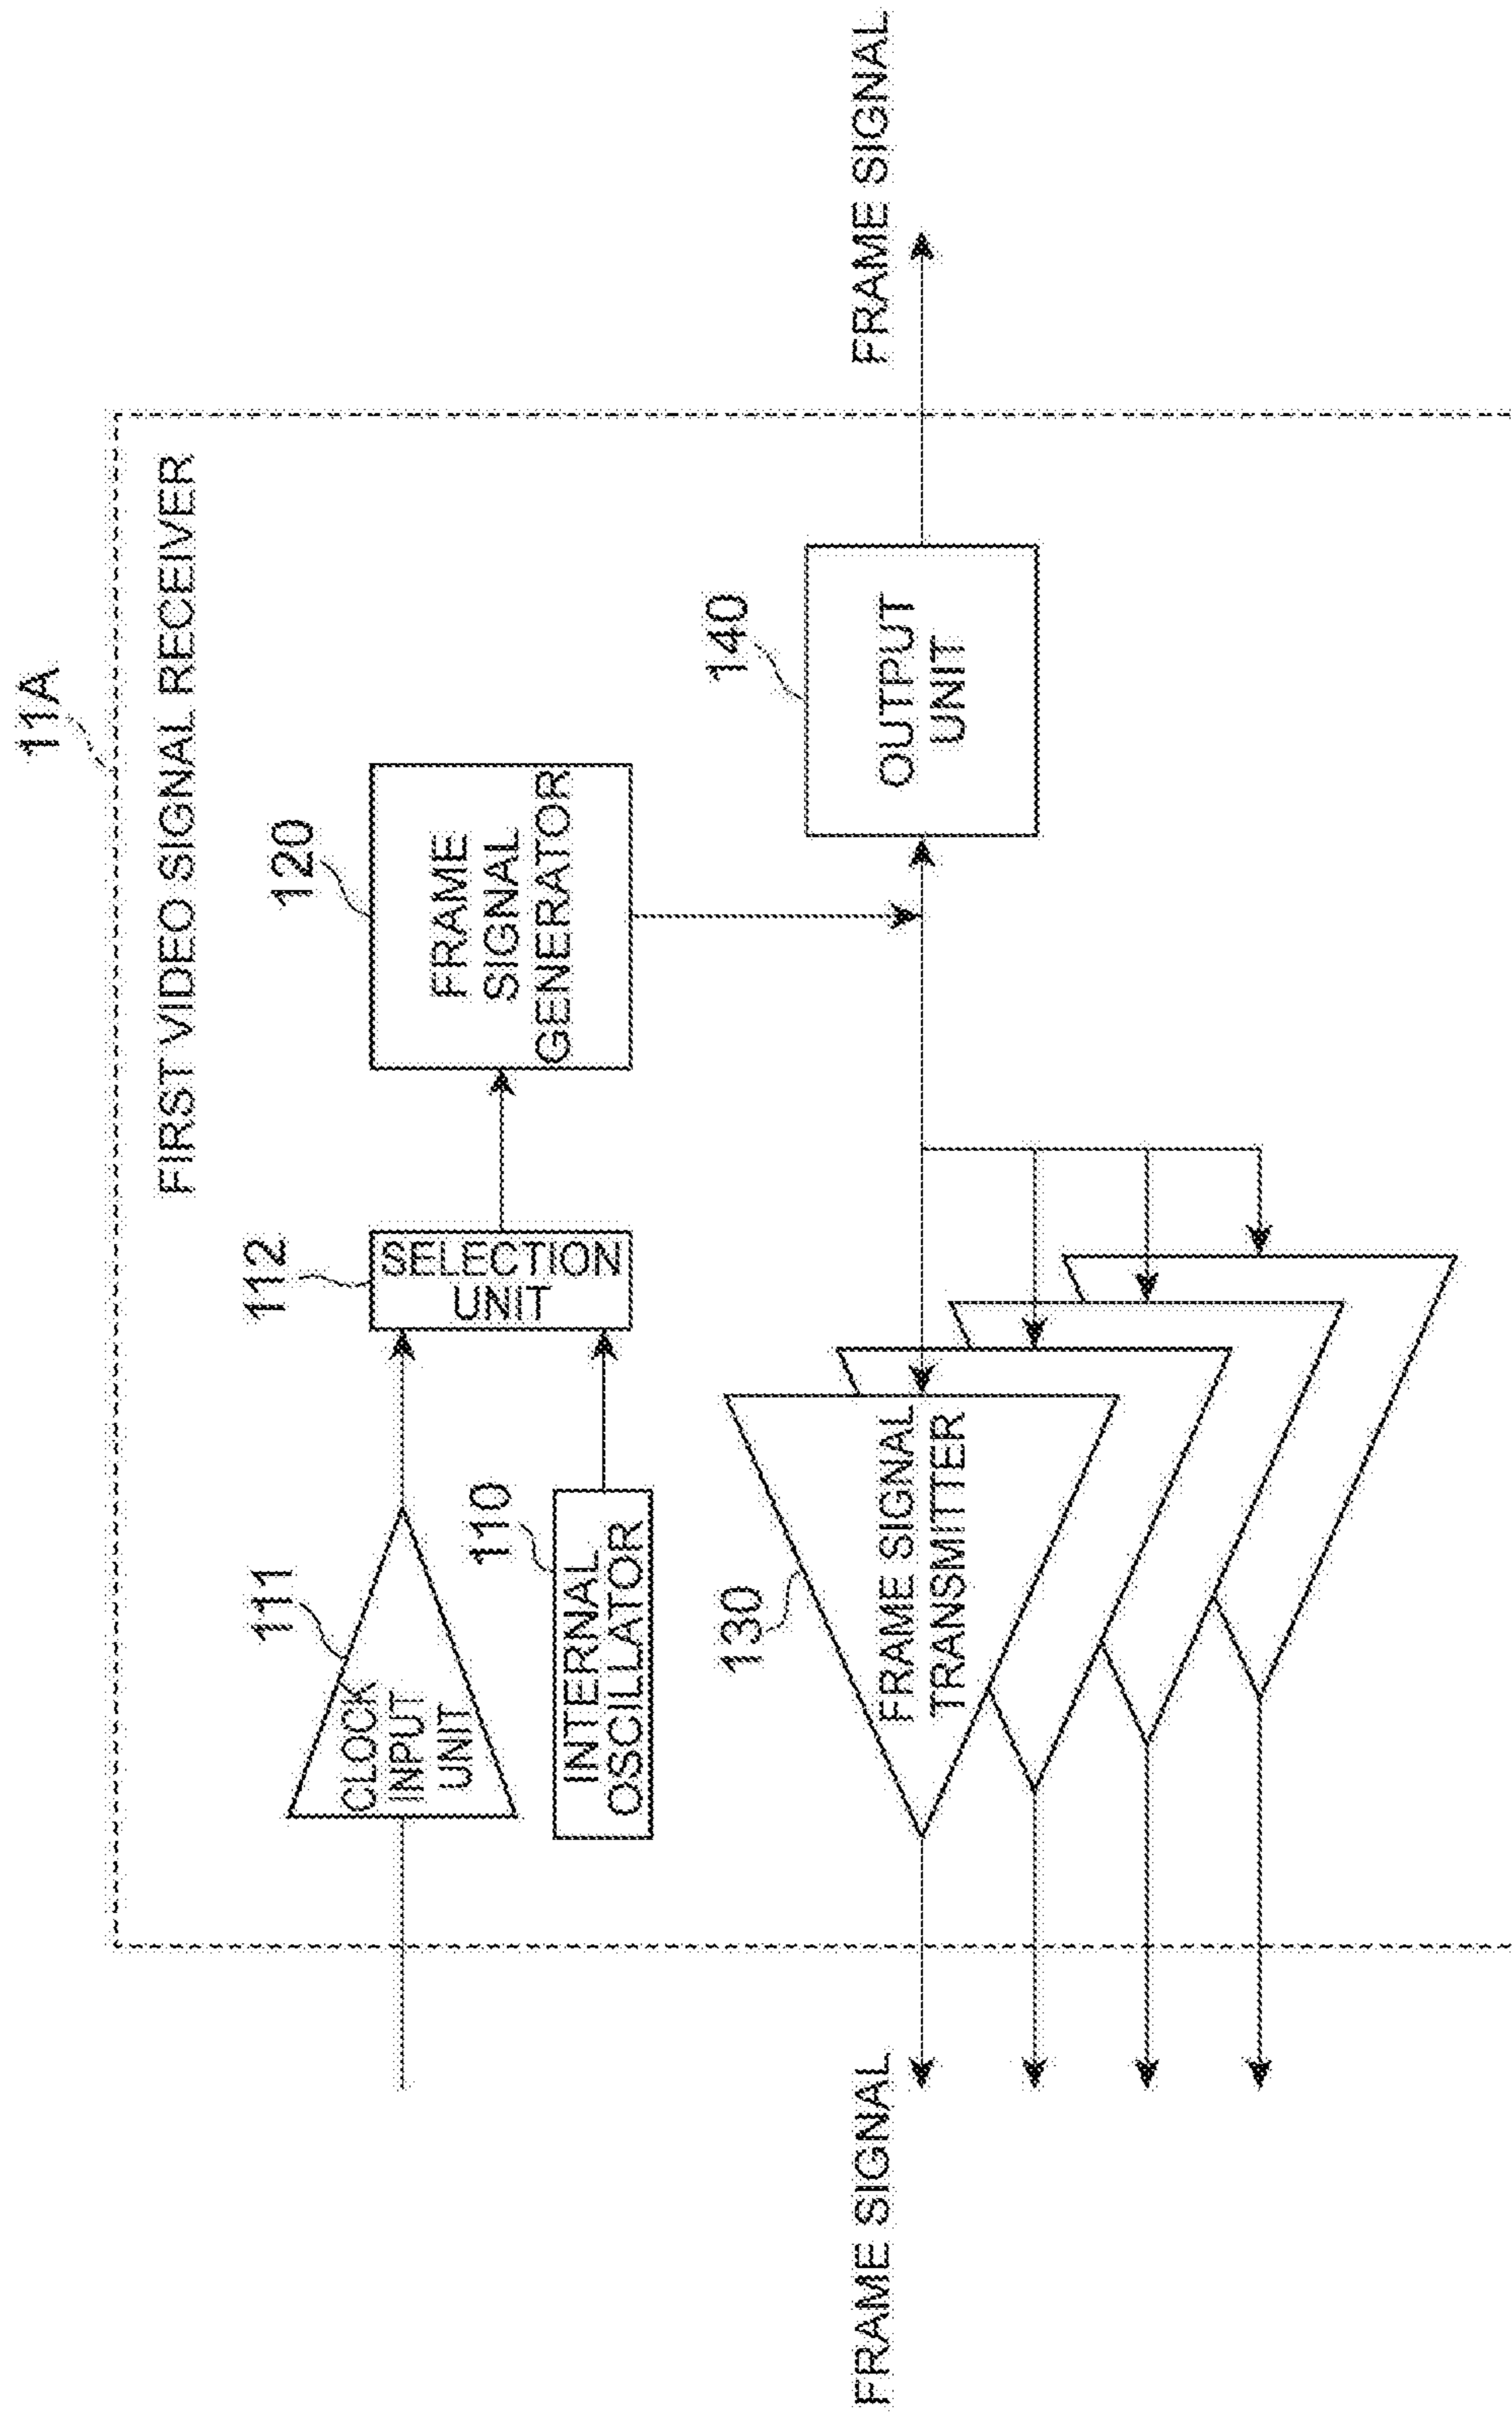 11A
FIRST VIDEO SIGNAL RECEIVER
111
CLOCK
INPUT
UNIT
110
INTERNAL
OSCILLATOR
112
SELECTION
UNIT
120
FRAME
SIGNAL
GENERATOR
130
FRAME SIGNAL
TRANSMITTER
140
OUTPUT
UNIT
FRAME SIGNAL
FRAME SIGNAL